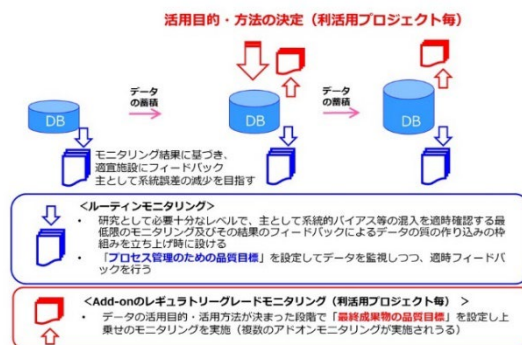 活用目的・方法の決定（利活用プロジェクト毎）
データ
の蓄積
データ
の蓄積
DB
DB
DB
モニタリング結果に基づき、
適宜施設にフィードバック
主として系統誤差の減少を目指す
<ルーティンモニタリング>
• 研究として必要十分なレベルで、主として系統的バイアス等の混入を適時確認する最
低限のモニタリング及びその結果のフィードバックによるデータの質の作り込みの枠
組みを立ち上げ時に設ける
• 「プロセス管理のための品質目標」を設定してデータを監視しつつ、適時フィードバ
ックを行う
<Add-onのレギュラトリーグレードモニタリング（利活用プロジェクト毎）>
• データの活用目的・活用方法が決まった段階で「最終成果物の品質目標」を設定し上
乗せのモニタリングを実施（複数のアドオンモニタリングが実施されうる）